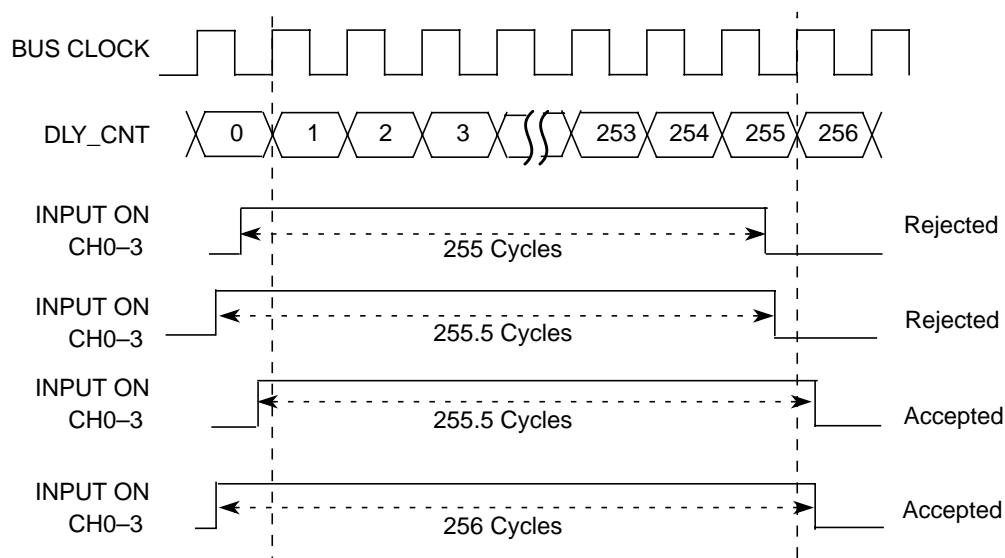 BUS CLOCK
DLY_CNT
0 1 2 3 253 254 255 256
INPUT ON
CH0–3
255 Cycles
Rejected
INPUT ON
CH0–3
255.5 Cycles
Rejected
INPUT ON
CH0–3
255.5 Cycles
Accepted
INPUT ON
CH0–3
256 Cycles
Accepted